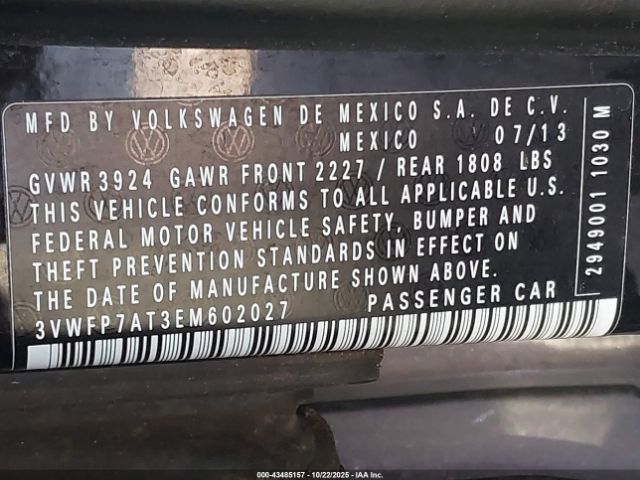 MFD BY VOLKSWAGEN DE MEXICO S.A. DE C.V.
MEXICO 07/13
GVWR 3924 GAWR FRONT 2227 / REAR 1808 LBS
THIS VEHICLE CONFORMS TO ALL APPLICABLE U.S.
FEDERAL MOTOR VEHICLE SAFETY, BUMPER AND
THEFT PREVENTION STANDARDS IN EFFECT ON
THE DATE OF MANUFACTURE SHOWN ABOVE.
3VWFP7AT3EM602027 PASSENGER CAR
2949001 1030 M
000-43485157 - 10/22/2025 - IAA Inc.